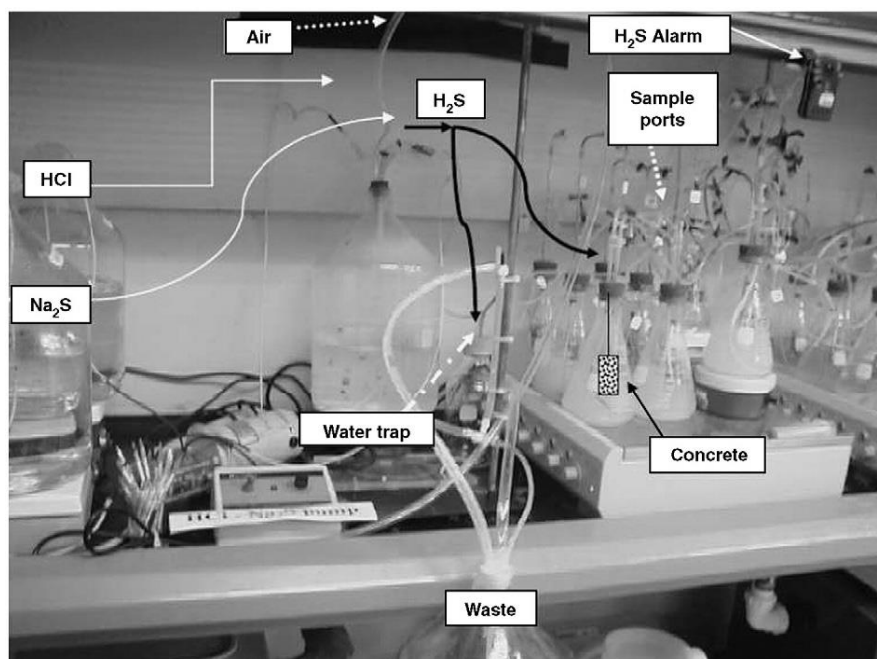 Air
H₂S Alarm
H₂S
Sample
ports
HCl
Na₂S
Water trap
Concrete
HCl - Na₂S pump
Waste